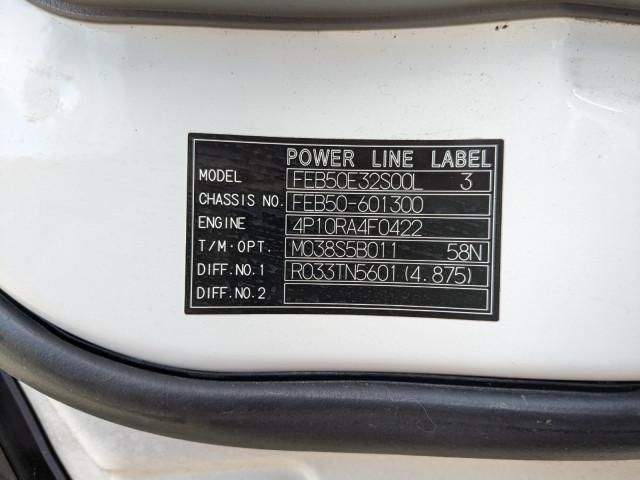 POWER LINE LABEL
MODEL FEB50E32S00L 3
CHASSIS NO. FEB50-601300
ENGINE 4P10RA4F0422
T/M·OPT. M038S5B011 58N
DIFF.NO.1 R033TN5601(4.875)
DIFF.NO.2